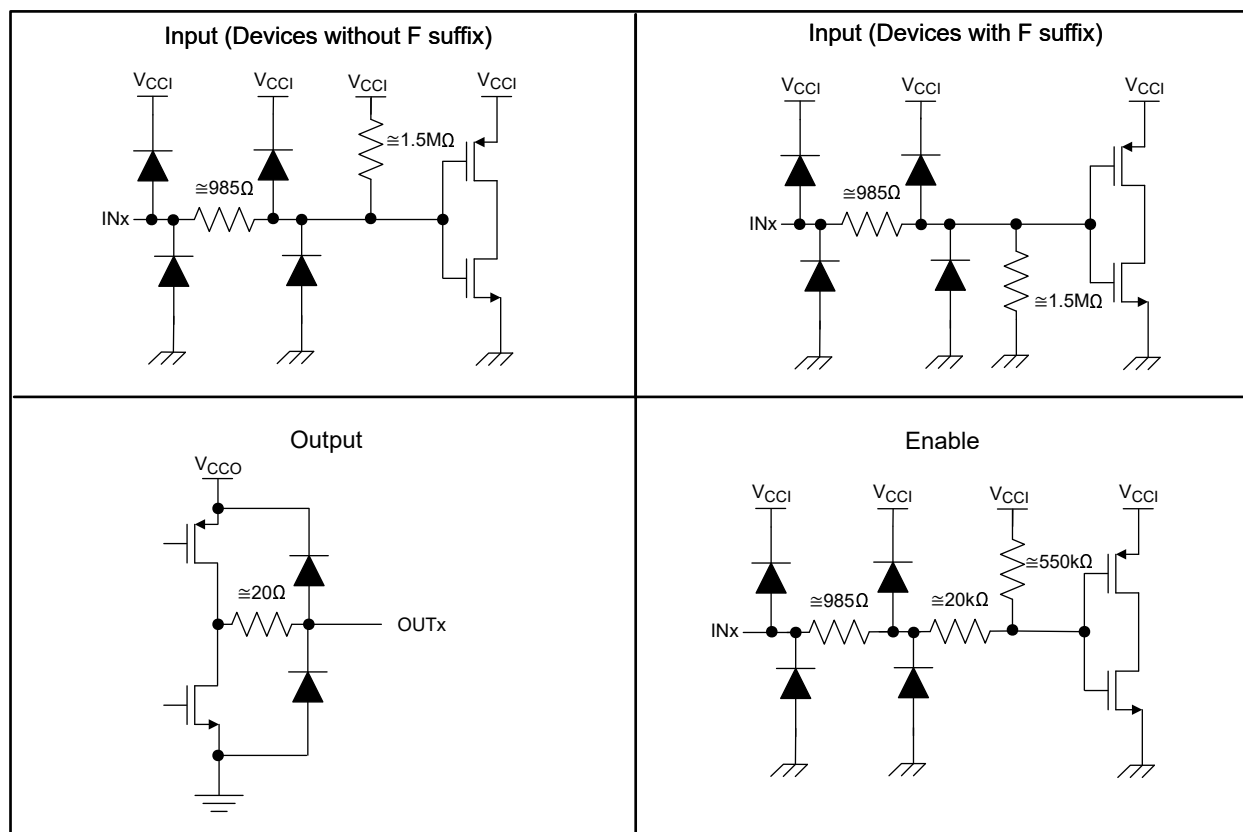 Input (Devices without F suffix)
VCCI VCCI VCCI VCCI
≅1.5MΩ
≅985Ω
INx
Input (Devices with F suffix)
VCCI VCCI VCCI
≅985Ω
INx
≅1.5MΩ
Output
VCCO
≅20Ω
OUTx
Enable
VCCI VCCI VCCI VCCI
≅550kΩ
≅985Ω ≅20kΩ
INx